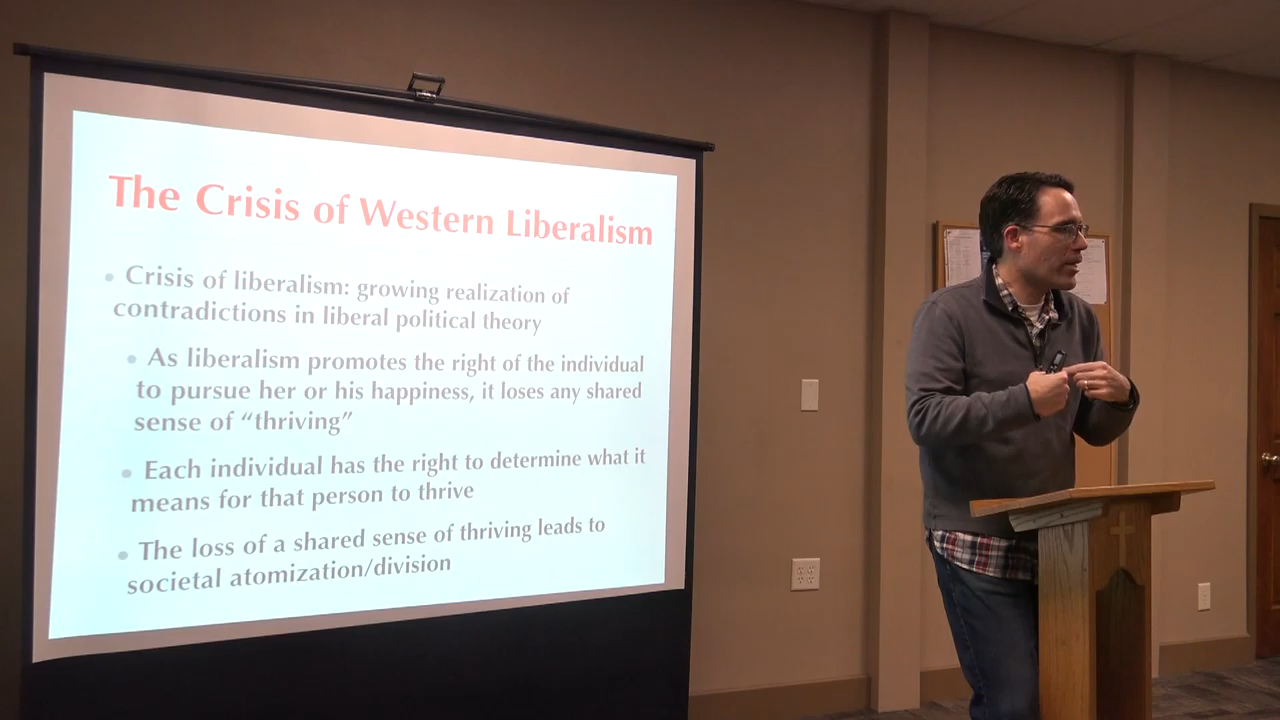 The Crisis of Western Liberalism
• Crisis of liberalism: growing realization of
contradictions in liberal political theory
• As liberalism promotes the right of the individual
to pursue her or his happiness, it loses any shared
sense of “thriving”
• Each individual has the right to determine what it
means for that person to thrive
• The loss of a shared sense of thriving leads to
societal atomization/division